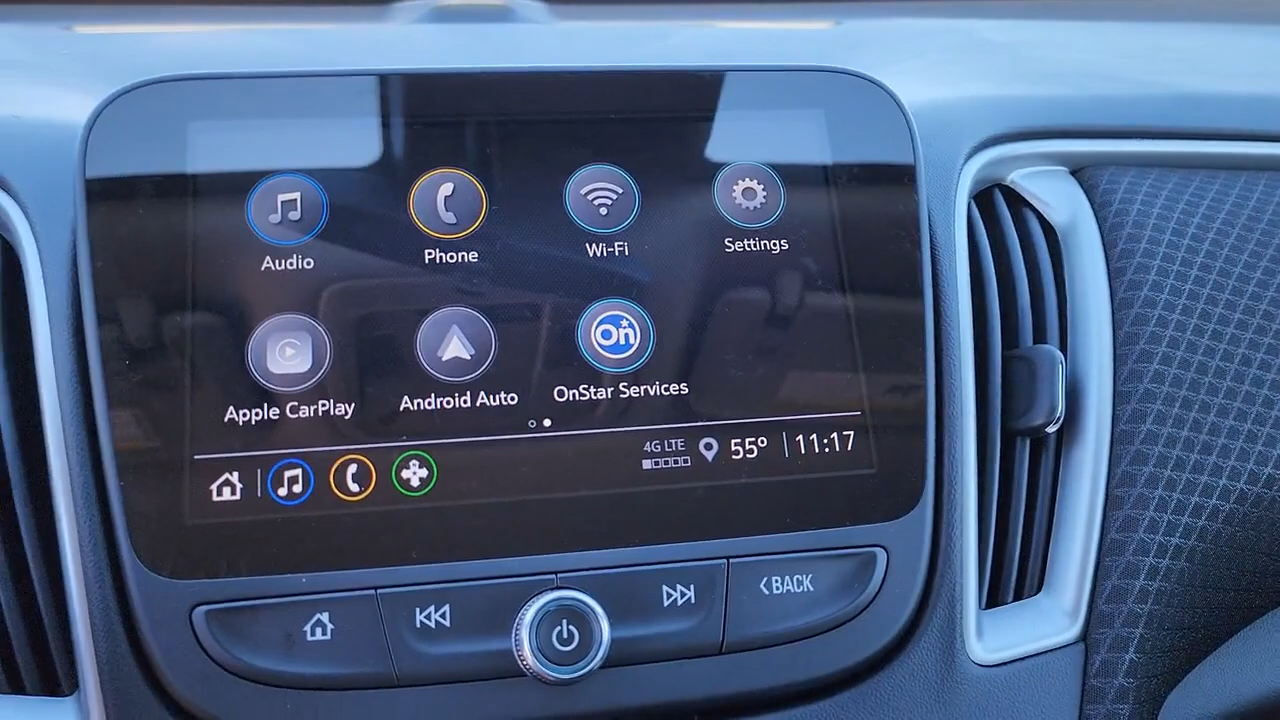 Audio
Phone
Wi-Fi
Settings
On
Apple CarPlay
Android Auto
OnStar Services
4G LTE
55°
11:17
BACK